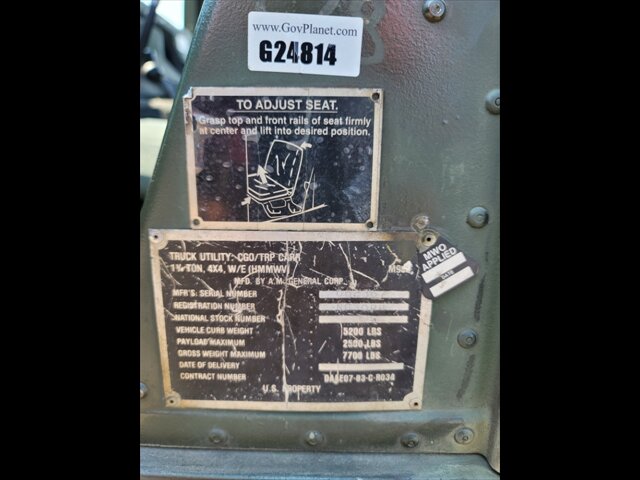 www.GovPlanet.com
G24814
TO ADJUST SEAT.
Grasp top and front rails of seat firmly
at center and lift into desired position.
TRUCK UTILITY: CGO/TRP CARR
1¼ TON, 4X4, W/E (HMMWV)
MFD. BY A.M. GENERAL CORP.
MFR'S. SERIAL NUMBER
REGISTRATION NUMBER
NATIONAL STOCK NUMBER
VEHICLE CURB WEIGHT 5200 LBS
PAYLOAD MAXIMUM 2500 LBS
GROSS WEIGHT MAXIMUM 7700 LBS
DATE OF DELIVERY
CONTRACT NUMBER DAAE07-83-C-R034
U.S. PROPERTY
MWO
APPLIED
DATE